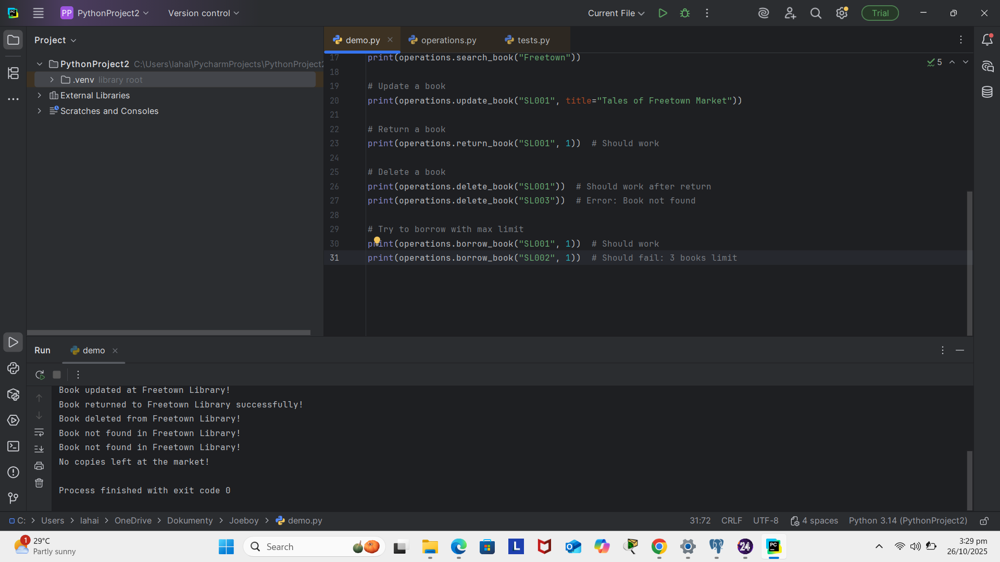 PP PythonProject2 Version control Current File Trial
Project
demo.py operations.py tests.py
PythonProject2 C:\Users\lahai\PycharmProjects\PythonProject2
.venv library root
External Libraries
Scratches and Consoles
5
17 print(operations.search_book("Freetown"))
18
19 # Update a book
20 print(operations.update_book("SL001", title="Tales of Freetown Market"))
21
22 # Return a book
23 print(operations.return_book("SL001", 1))  # Should work
24
25 # Delete a book
26 print(operations.delete_book("SL001"))  # Should work after return
27 print(operations.delete_book("SL003"))  # Error: Book not found
28
29 # Try to borrow with max limit
30 print(operations.borrow_book("SL001", 1))  # Should work
31 print(operations.borrow_book("SL002", 1))  # Should fail: 3 books limit
Run demo
Book updated at Freetown Library!
Book returned to Freetown Library successfully!
Book deleted from Freetown Library!
Book not found in Freetown Library!
Book not found in Freetown Library!
No copies left at the market!
Process finished with exit code 0
C: > Users > lahai > OneDrive > Dokumenty > Joeboy > demo.py
31:72 CRLF UTF-8 4 spaces Python 3.14 (PythonProject2)
1
29°C
Partly sunny
Search
L
24
PC
3:29 pm
26/10/2025